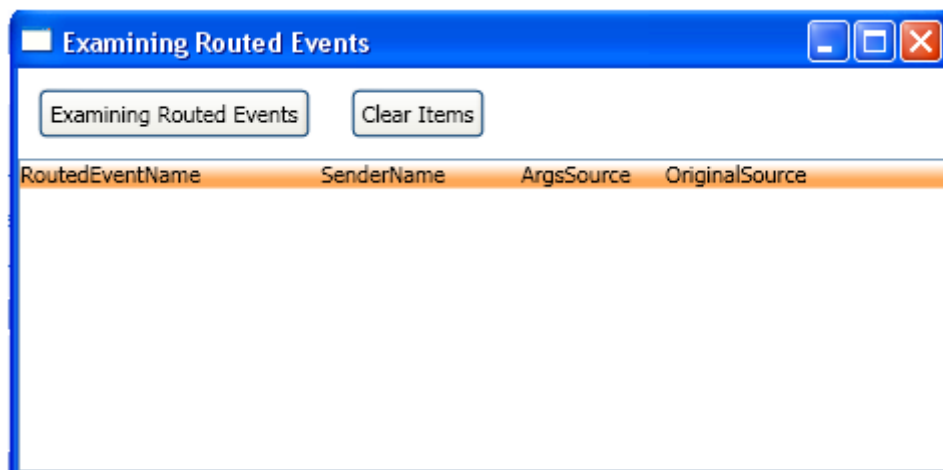 Examining Routed Events
Examining Routed Events Clear Items
RoutedEventName SenderName ArgsSource OriginalSource